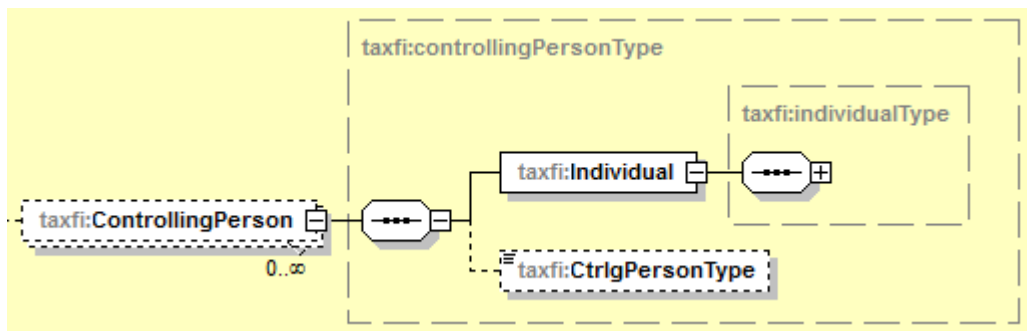 taxfi:controllingPersonType
taxfi:individualType
taxfi:Individual
taxfi:ControllingPerson
0..∞
taxfi:CtrlgPersonType